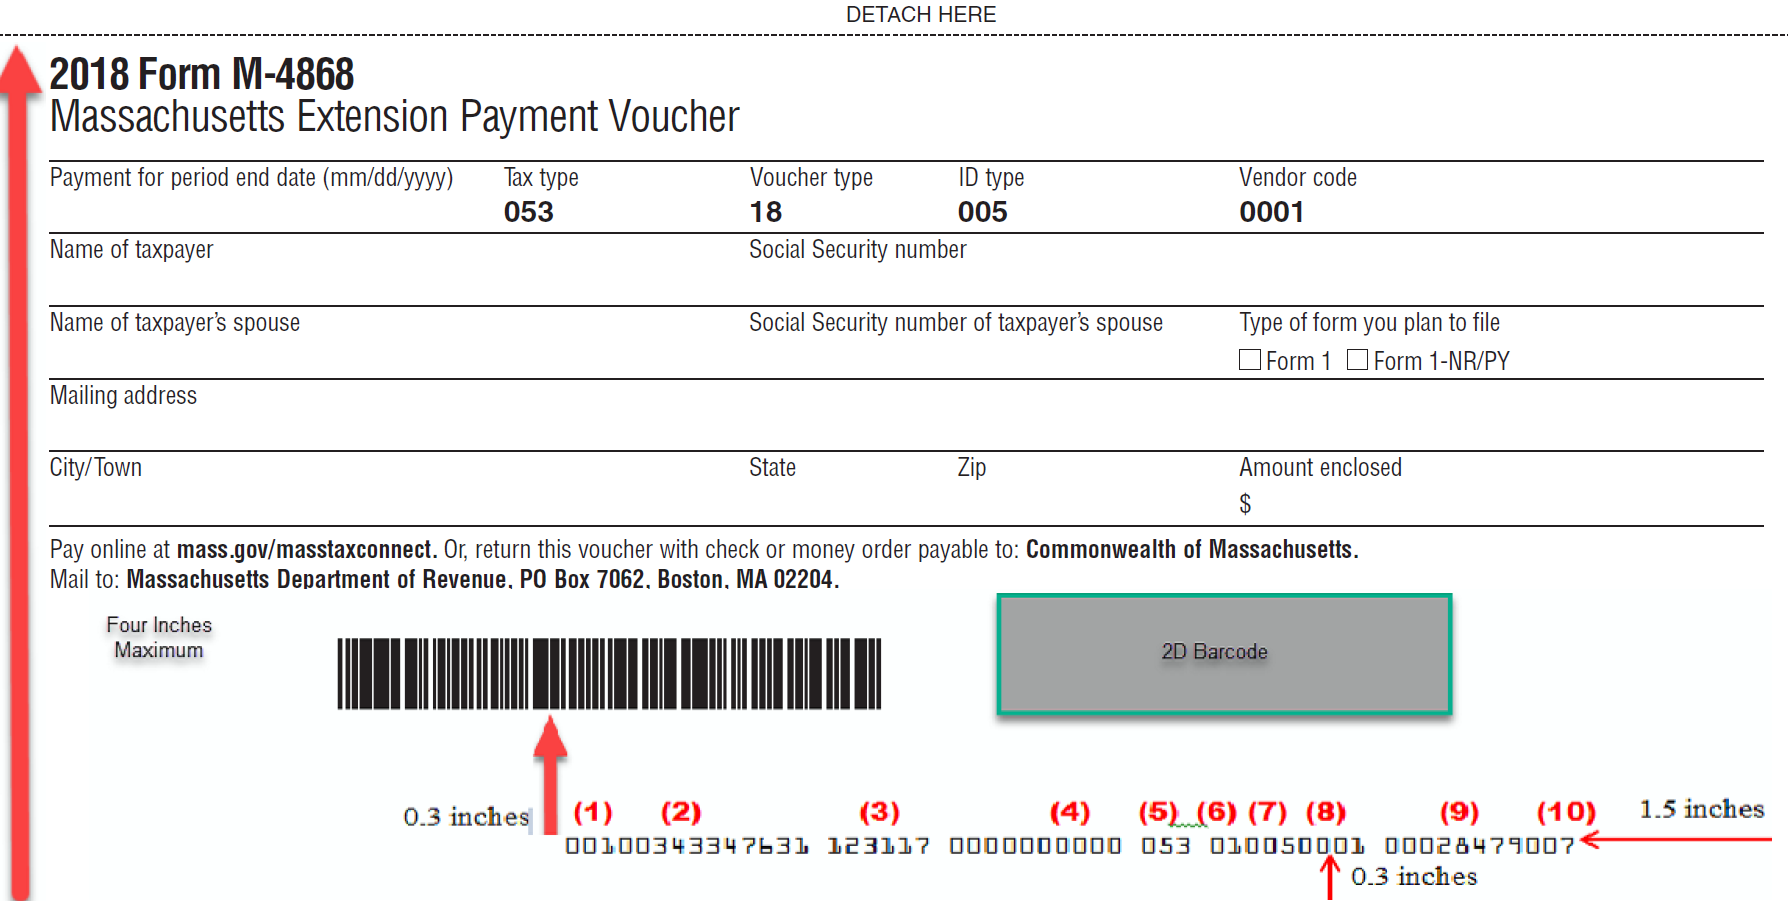 DETACH HERE
2018 Form M-4868
Massachusetts Extension Payment Voucher
Payment for period end date (mm/dd/yyyy) Tax type Voucher type ID type Vendor code
053 18 005 0001
Name of taxpayer Social Security number
Name of taxpayer’s spouse Social Security number of taxpayer’s spouse Type of form you plan to file
Form 1 Form 1-NR/PY
Mailing address
City/Town State Zip Amount enclosed
$
Pay online at mass.gov/masstaxconnect. Or, return this voucher with check or money order payable to: Commonwealth of Massachusetts.
Mail to: Massachusetts Department of Revenue, PO Box 7062, Boston, MA 02204.
Four Inches
Maximum
2D Barcode
0.3 inches (1) (2) (3) (4) (5) (6) (7) (8) (9) (10) 1.5 inches
00100343347631 123117 0000000000 053 010050001 00028479007
0.3 inches